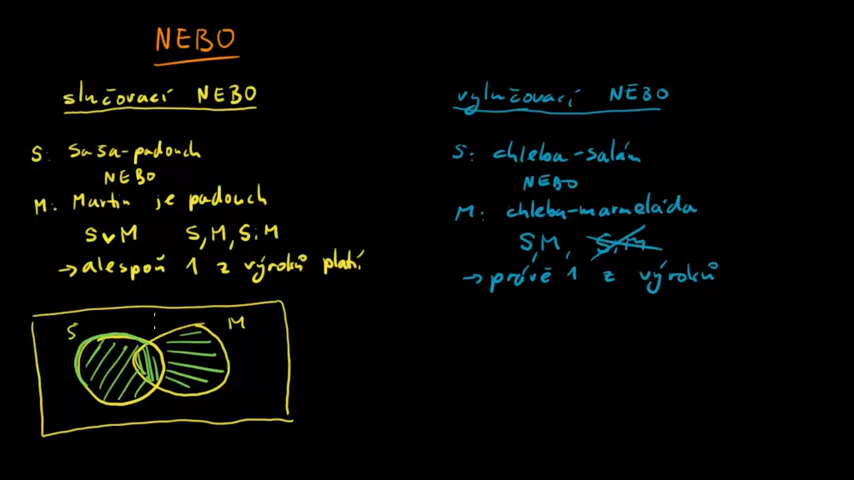 NEBO
slučovací NEBO
S: Saša-padouch
NEBO
M: Martin je padouch
S v M S, M, S i M
→ alespoň 1 z výroků platí
S
M
vylučovací NEBO
S: chleba-salám
NEBO
M: chleba-marmeláda
S, M, S, M
→ právě 1 z výroků